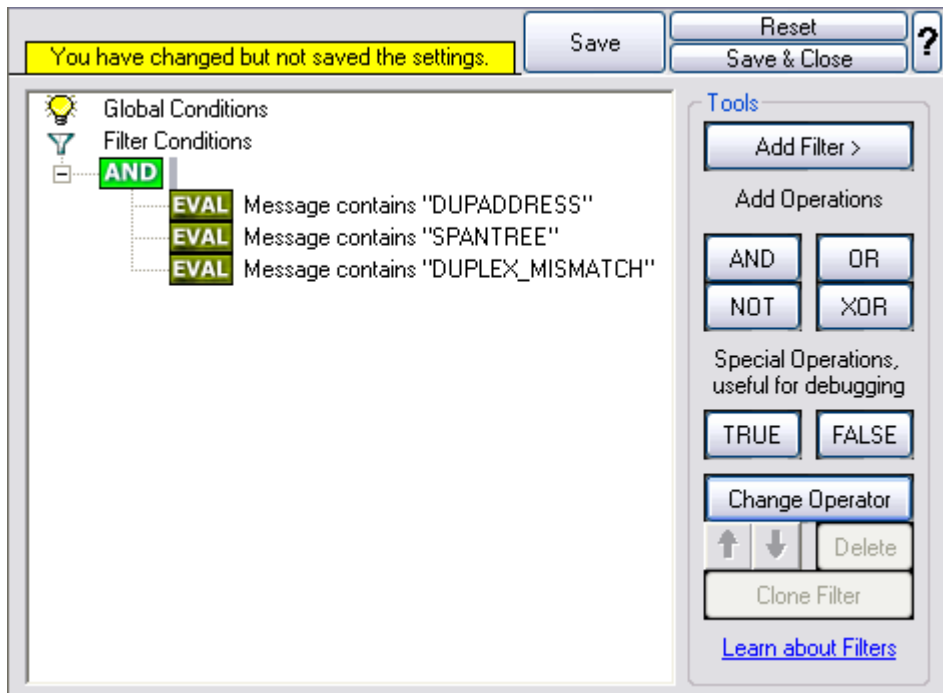 You have changed but not saved the settings.
Save
Reset
Save & Close
?
Global Conditions
Filter Conditions
AND
EVAL Message contains "DUPADDRESS"
EVAL Message contains "SPANTREE"
EVAL Message contains "DUPLEX_MISMATCH"
Tools
Add Filter >
Add Operations
AND OR
NOT XOR
Special Operations,
useful for debugging
TRUE FALSE
Change Operator
Delete
Clone Filter
Learn about Filters